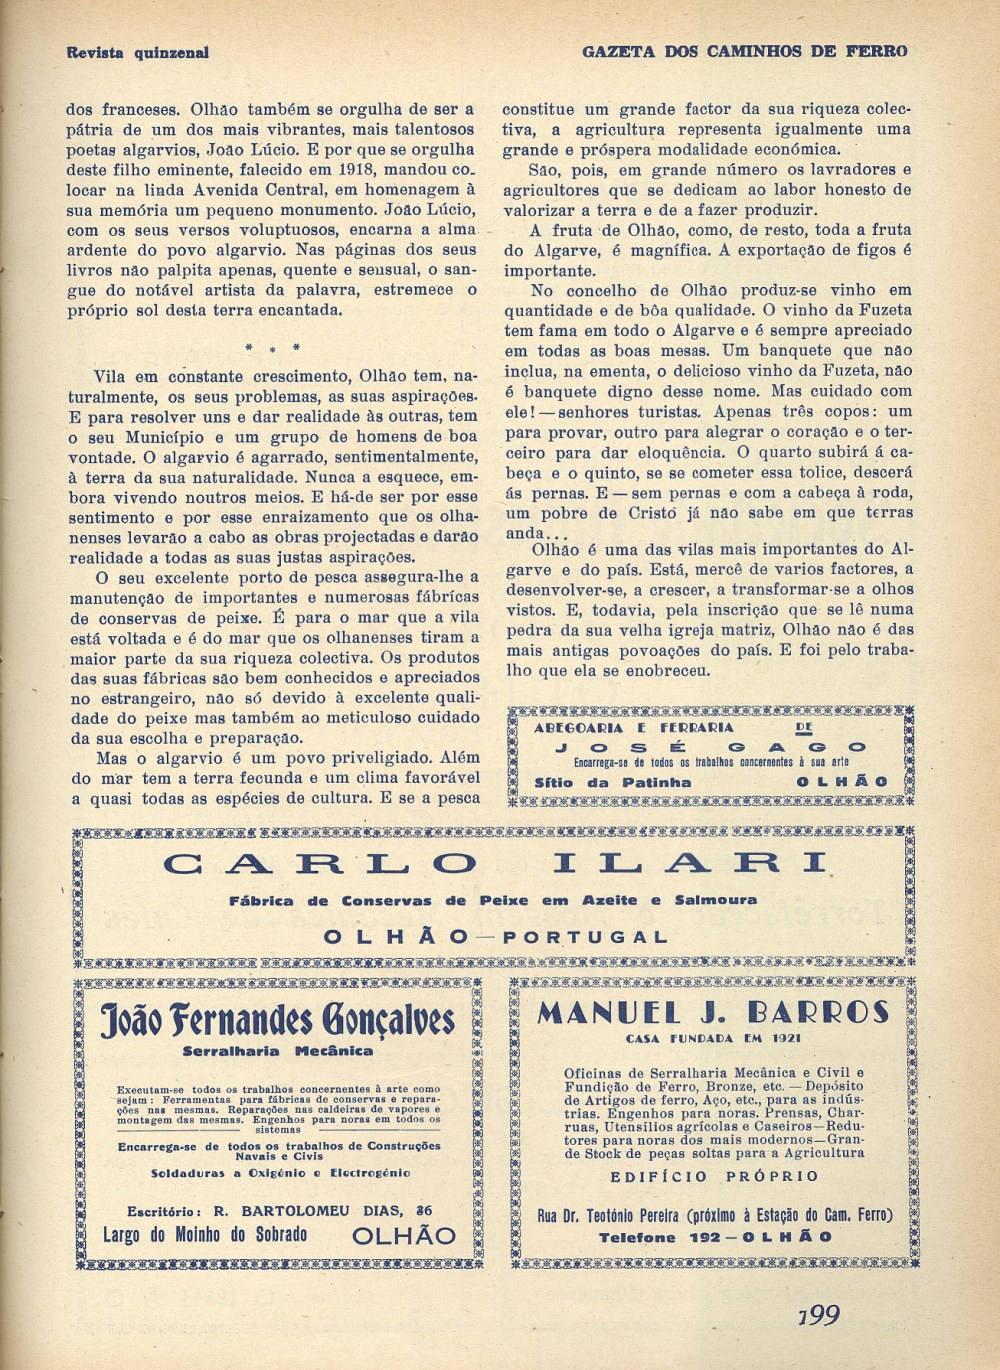 Revista quinzenal
GAZETA DOS CAMINHOS DE FERRO
dos franceses. Olhão também se orgulha de ser a
pátria de um dos mais vibrantes, mais talentosos
poetas algarvios, João Lúcio. E por que se orgulha
deste filho eminente, falecido em 1918, mandou co-
locar na linda Avenida Central, em homenagem à
sua memória um pequeno monumento. João Lúcio,
com os seus versos voluptuosos, encarna a alma
ardente do povo algarvio. Nas páginas dos seus
livros não palpita apenas, quente e sensual, o san-
gue do notável artista da palavra, estremece o
próprio sol desta terra encantada.
* * *
Vila em constante crescimento, Olhão tem, na-
turalmente, os seus problemas, as suas aspirações.
E para resolver uns e dar realidade às outras, tem
o seu Município e um grupo de homens de boa
vontade. O algarvio é agarrado, sentimentalmente,
à terra da sua naturalidade. Nunca a esquece, em-
bora vivendo noutros meios. E há-de ser por esse
sentimento e por esse enraizamento que os olha-
nenses levarão a cabo as obras projectadas e darão
realidade a todas as suas justas aspirações.
O seu excelente porto de pesca assegura-lhe a
manutenção de importantes e numerosas fábricas
de conservas de peixe. É para o mar que a vila
está voltada e é do mar que os olhanenses tiram a
maior parte da sua riqueza colectiva. Os produtos
das suas fábricas são bem conhecidos e apreciados
no estrangeiro, não só devido à excelente quali-
dade do peixe mas também ao meticuloso cuidado
da sua escolha e preparação.
Mas o algarvio é um povo priveligiado. Além
do mar tem a terra fecunda e um clima favorável
a quasi todas as espécies de cultura. E se a pesca
constitue um grande factor da sua riqueza colec-
tiva, a agricultura representa igualmente uma
grande e próspera modalidade económica.
São, pois, em grande número os lavradores e
agricultores que se dedicam ao labor honesto de
valorizar a terra e de a fazer produzir.
A fruta de Olhão, como, de resto, toda a fruta
do Algarve, é magnífica. A exportação de figos é
importante.
No concelho de Olhão produz-se vinho em
quantidade e de bôa qualidade. O vinho da Fuzeta
tem fama em todo o Algarve e é sempre apreciado
em todas as boas mesas. Um banquete que não
inclua, na ementa, o delicioso vinho da Fuzeta, não
é banquete digno desse nome. Mas cuidado com
ele! — senhores turistas. Apenas três copos: um
para provar, outro para alegrar o coração e o ter-
ceiro para dar eloquência. O quarto subirá á ca-
beça e o quinto, se se cometer essa tolice, descerá
ás pernas. E — sem pernas e com a cabeça à roda,
um pobre de Cristo já não sabe em que terras
anda...
Olhão é uma das vilas mais importantes do Al-
garve e do país. Está, mercê de varios factores, a
desenvolver-se, a crescer, a transformar-se a olhos
vistos. E, todavia, pela inscrição que se lê numa
pedra da sua velha igreja matriz, Olhão não é das
mais antigas povoações do país. E foi pelo traba-
lho que ela se enobreceu.
ABEGOARIA E FERRARIA DE
JOSÉ GAGO
Encarrega-se de todos os trabalhos concernentes à sua arte
Sítio da Patinha OLHÃO
CARLO ILARI
Fábrica de Conservas de Peixe em Azeite e Salmoura
OLHÃO — PORTUGAL
João Fernandes Gonçalves
Serralharia Mecânica
Executam-se todos os trabalhos concernentes à arte como
sejam: Ferramentas para fábricas de conservas e repara-
ções nas mesmas. Reparações nas caldeiras de vapores e
montagem das mesmas. Engenhos para noras em todos os
sistemas
Encarrega-se de todos os trabalhos de Construções
Navais e Civis
Soldaduras a Oxigénio e Electrogénio
Escritório: R. BARTOLOMEU DIAS, 36
Largo do Moinho do Sobrado OLHÃO
MANUEL J. BARROS
CASA FUNDADA EM 1921
Oficinas de Serralharia Mecânica e Civil e
Fundição de Ferro, Bronze, etc. — Depósito
de Artigos de ferro, Aço, etc., para as indús-
trias. Engenhos para noras. Prensas, Char-
ruas, Utensílios agrícolas e Caseiros — Redu-
tores para noras dos mais modernos — Gran-
de Stock de peças soltas para a Agricultura
EDIFÍCIO PRÓPRIO
Rua Dr. Teotónio Pereira (próximo à Estação do Cam. Ferro)
Telefone 192 — OLHÃO
199